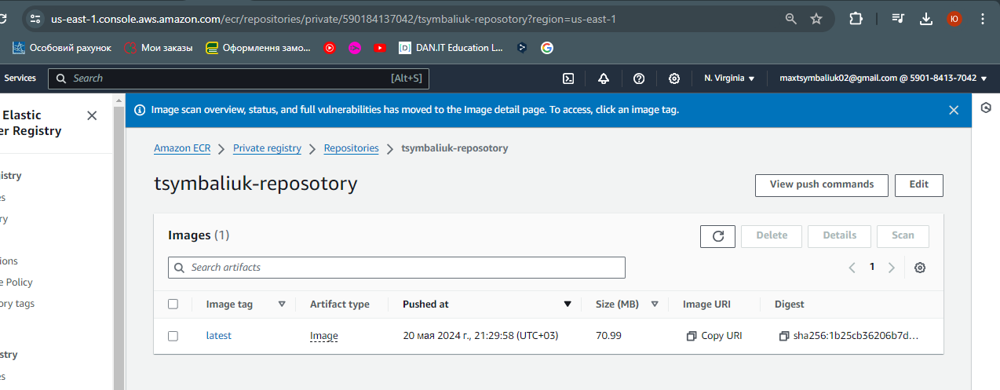 us-east-1.console.aws.amazon.com/ecr/repositories/private/590184137042/tsymbaliuk-reposotory?region=us-east-1
Ю
Особовий рахунок Мои заказы Оформлення замо... DAN.IT Education L... G
Services Search [Alt+S] N. Virginia maxtsymbaliuk02@gmail.com @ 5901-8413-7042
Elastic
er Registry
Image scan overview, status, and full vulnerabilities has moved to the Image detail page. To access, click an image tag.
Amazon ECR Private registry Repositories tsymbaliuk-reposotory
gistry
es
ry
tsymbaliuk-reposotory
View push commands Edit
Images (1)
Delete Details Scan
ions
e Policy
ory tags
Search artifacts
1
Image tag Artifact type Pushed at Size (MB) Image URI Digest
latest Image 20 мая 2024 г., 21:29:58 (UTC+03) 70.99 Copy URI sha256:1b25cb36206b7d...
istry
es